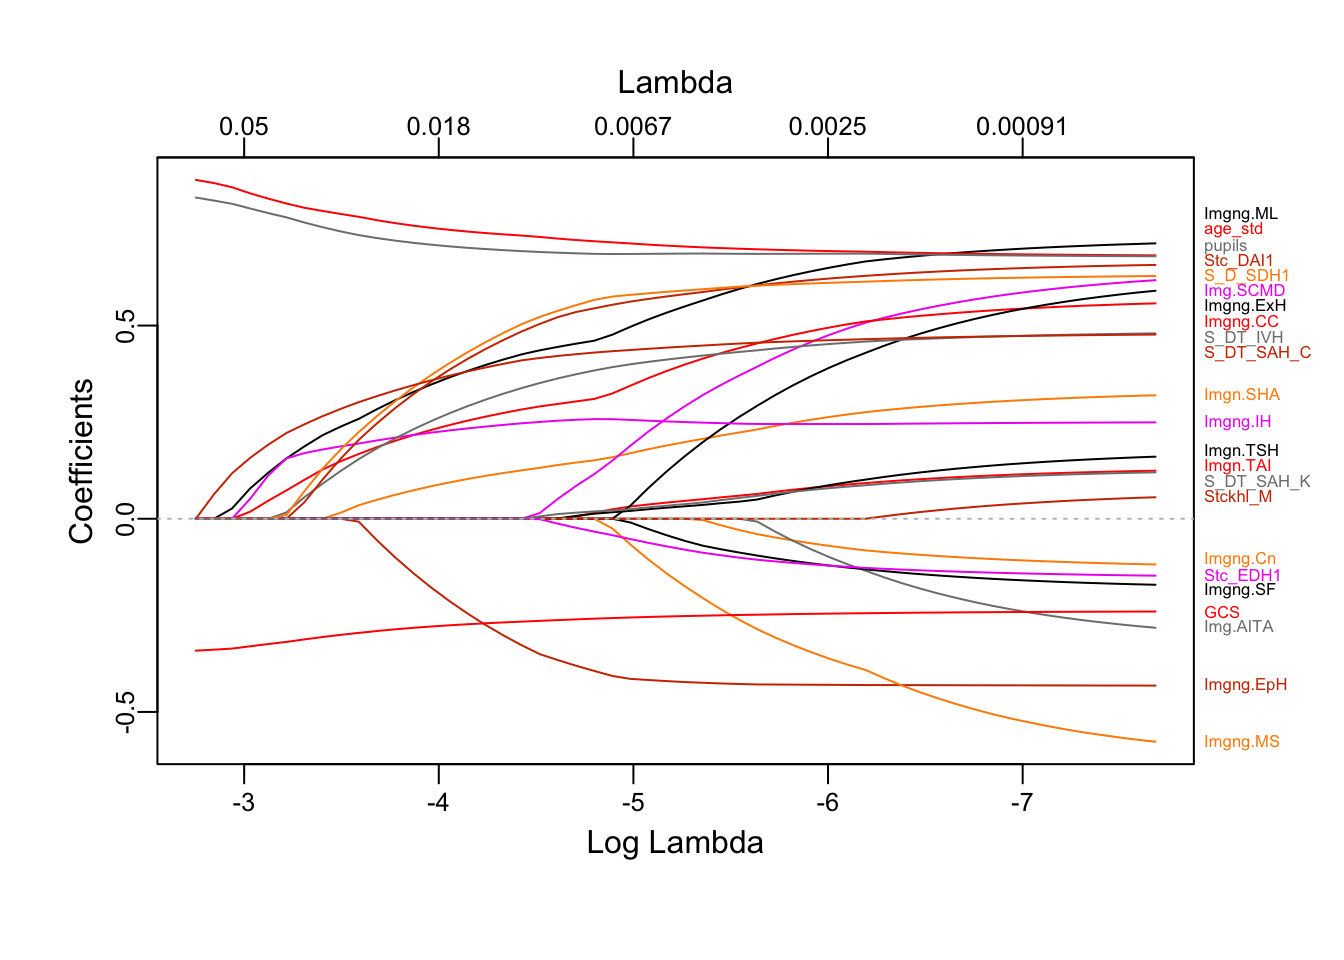 Lambda
0.05 0.018 0.0067 0.0025 0.00091
Coefficients
0.5
0.0
-0.5
Imgng.ML
age_std
pupils
Stc_DAI1
S_D_SDH1
Img.SCMD
Imgng.ExH
Imgng.CC
S_DT_IVH
S_DT_SAH_C
Imgn.SHA
Imgng.IH
Imgn.TSH
Imgn.TAI
S_DT_SAH_K
Stckhl_M
Imgng.Cn
Stc_EDH1
Imgng.SF
GCS
Img.AITA
Imgng.EpH
Imgng.MS
-3 -4 -5 -6 -7
Log Lambda